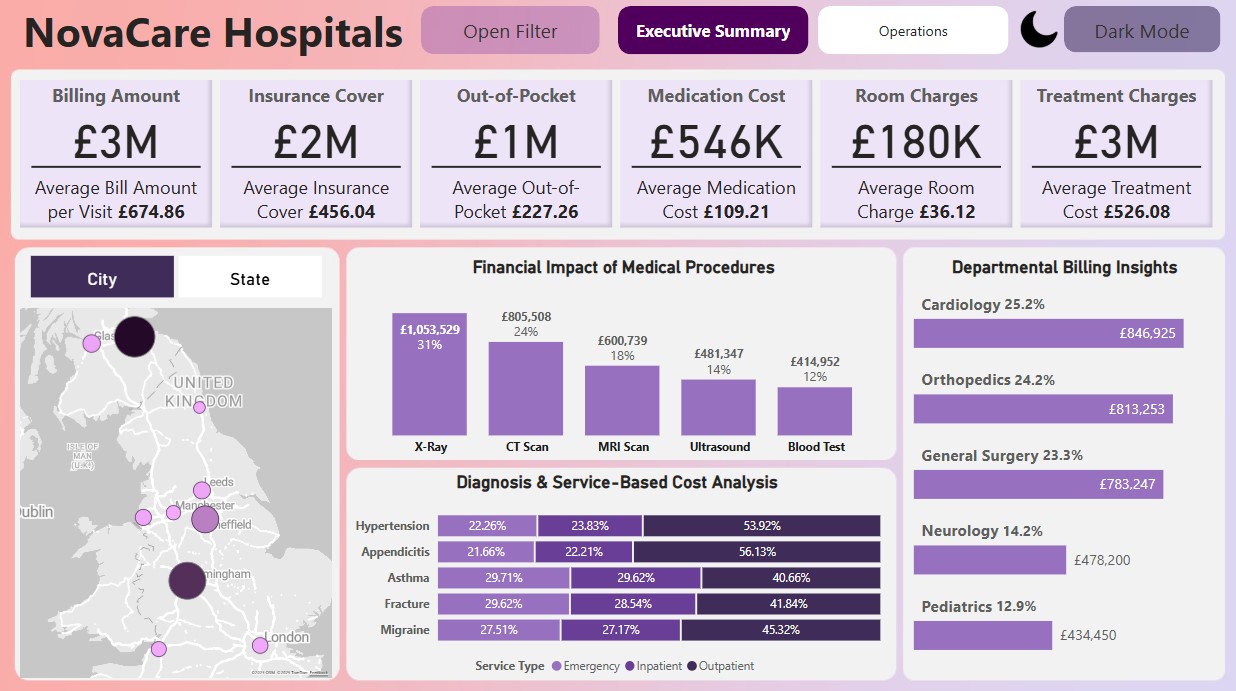 NovaCare Hospitals
Open Filter
Executive Summary
Operations
Dark Mode
Billing Amount
£3M
Average Bill Amount
per Visit £674.86
Insurance Cover
£2M
Average Insurance
Cover £456.04
Out-of-Pocket
£1M
Average Out-of-
Pocket £227.26
Medication Cost
£546K
Average Medication
Cost £109.21
Room Charges
£180K
Average Room
Charge £36.12
Treatment Charges
£3M
Average Treatment
Cost £526.08
City
State
Glas
UNITED
KINGDOM
ISLE OF
MAN
(U.K.)
Leeds
Manchester
ublin
heffield
mingham
London
Financial Impact of Medical Procedures
£1,053,529
31%
£805,508
24%
£600,739
18%
£481,347
14%
£414,952
12%
X-Ray CT Scan MRI Scan Ultrasound Blood Test
Diagnosis & Service-Based Cost Analysis
Hypertension 22.26% 23.83% 53.92%
Appendicitis 21.66% 22.21% 56.13%
Asthma 29.71% 29.62% 40.66%
Fracture 29.62% 28.54% 41.84%
Migraine 27.51% 27.17% 45.32%
Service Type Emergency Inpatient Outpatient
Departmental Billing Insights
Cardiology 25.2%
£846,925
Orthopedics 24.2%
£813,253
General Surgery 23.3%
£783,247
Neurology 14.2%
£478,200
Pediatrics 12.9%
£434,450